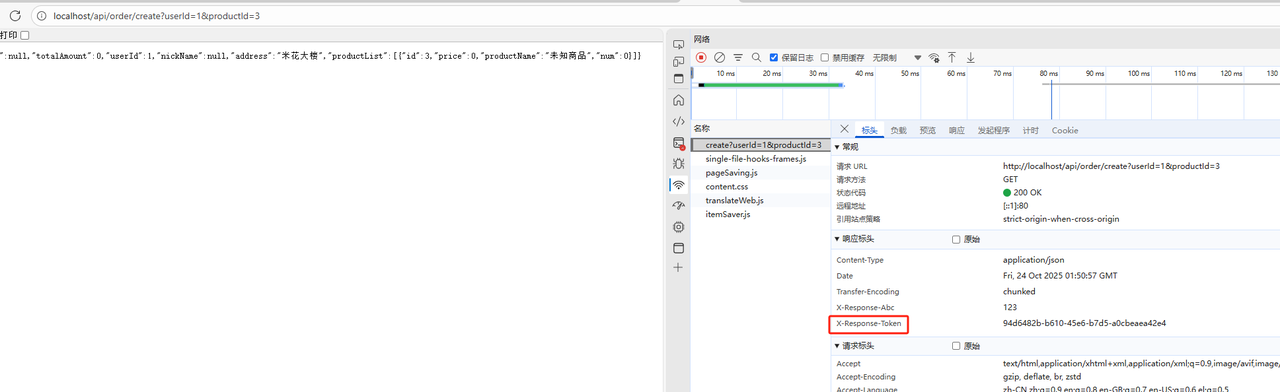 localhost/api/order/create?userId=1&productId=3
打印
":null,"totalAmount":0,"userId":1,"nickName":null,"address":"米花大楼","productList":[{"id":3,"price":0,"productName":"未知商品","num":0}]}
网络
保留日志
禁用缓存
无限制
10 ms
20 ms
30 ms
40 ms
50 ms
60 ms
70 ms
80 ms
90 ms
100 ms
110 ms
120 ms
130
名称
标头
负载
预览
响应
发起程序
计时
Cookie
create?userId=1&productId=3
single-file-hooks-frames.js
pageSaving.js
content.css
translateWeb.js
itemSaver.js
▼ 常规
请求 URL
http://localhost/api/order/create?userId=1&productId=3
请求方法
GET
状态代码
200 OK
远程地址
[::1]:80
引用站点策略
strict-origin-when-cross-origin
▼ 响应标头
原始
Content-Type
application/json
Date
Fri, 24 Oct 2025 01:50:57 GMT
Transfer-Encoding
chunked
X-Response-Abc
123
X-Response-Token
94d6482b-b610-45e6-b7d5-a0cbeaea42e4
▼ 请求标头
原始
Accept
text/html,application/xhtml+xml,application/xml;q=0.9,image/avif,image/
Accept-Encoding
gzip, deflate, br, zstd
Accept-Language
zh-CN,zh;q=0.9,en;q=0.8,en-GB;q=0.7,en-US;q=0.6,el;q=0.5